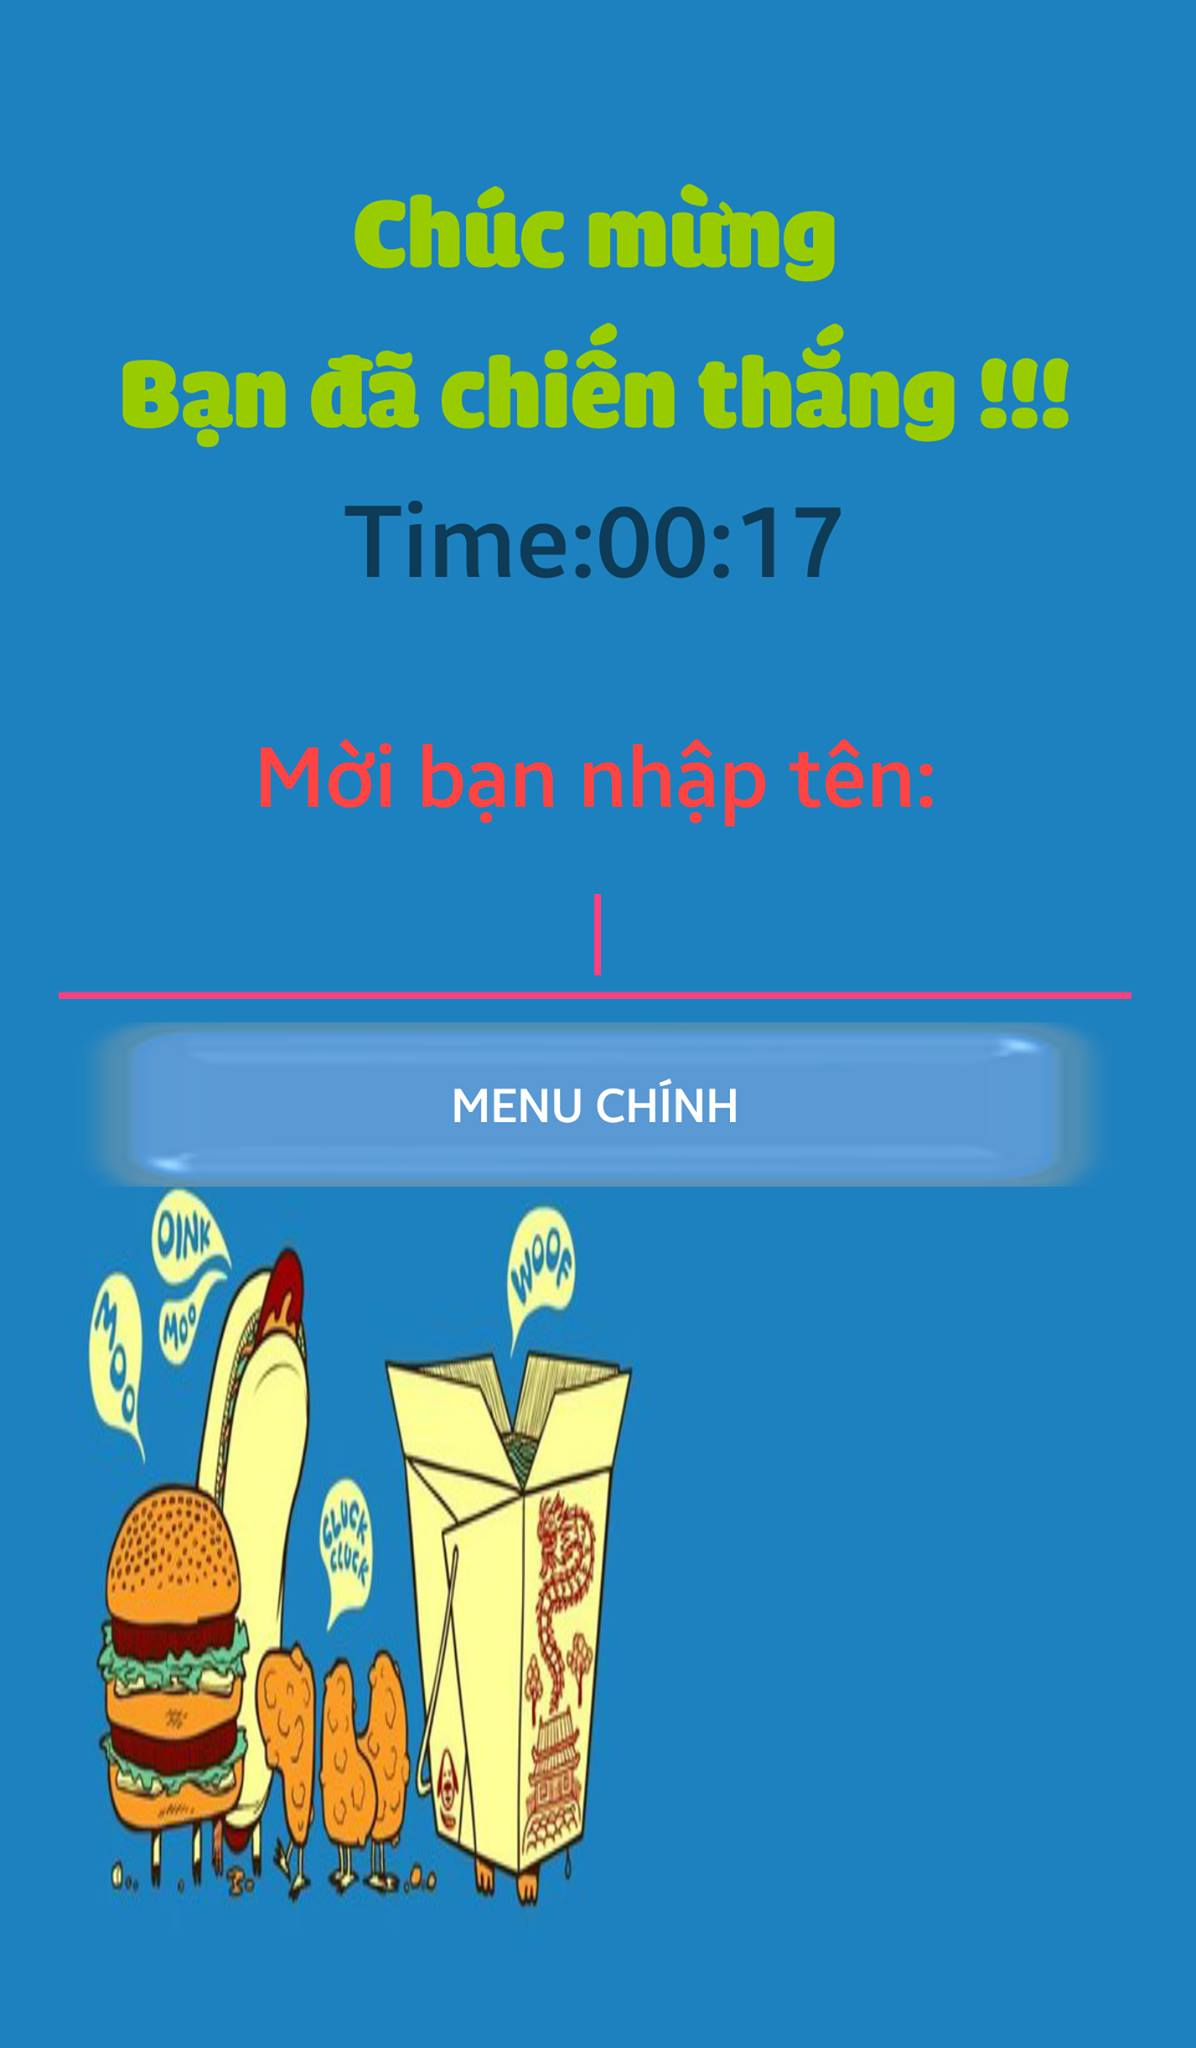 Chúc mừng
Bạn đã chiến thắng !!!
Time:00:17
Mời bạn nhập tên:
MENU CHÍNH
OINK
MOO
MOO
WOOF
CLUCK
CLUCK